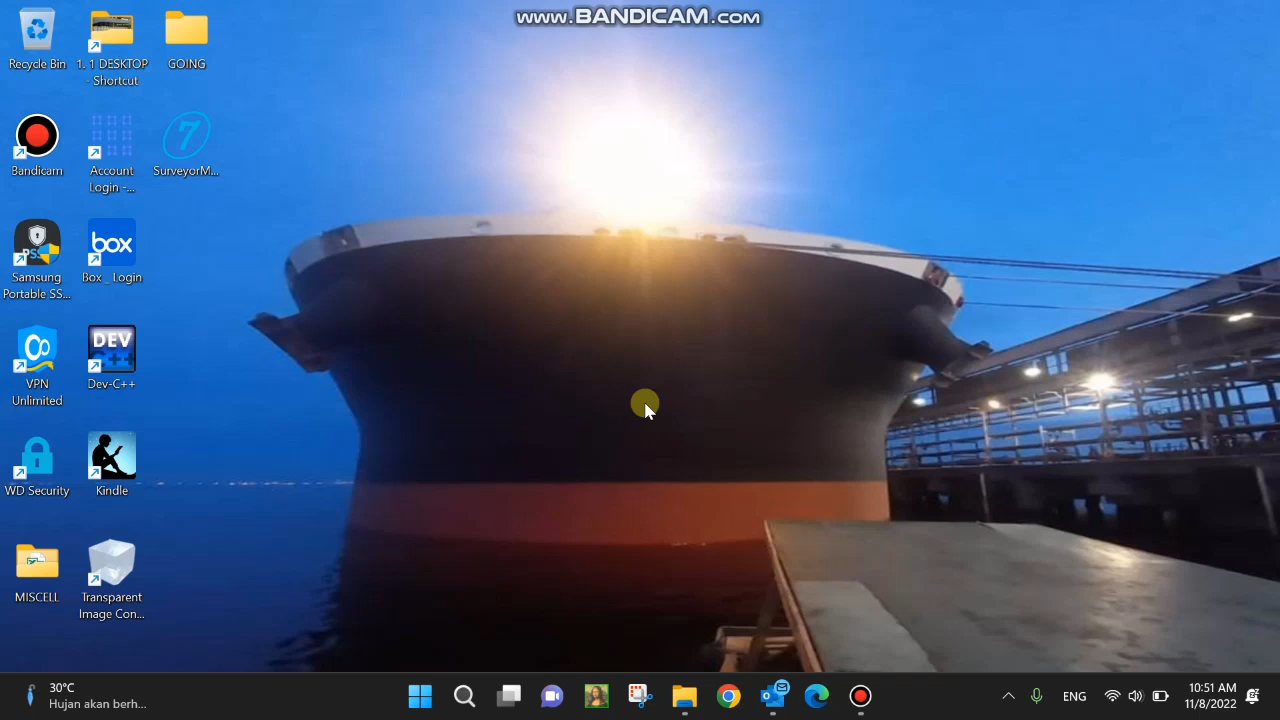 www.BANDICAM.com
Recycle Bin
1. 1 DESKTOP
- Shortcut
GOING
Bandicam
Account
Login -...
7
SurveyorM...
Samsung
Portable SS...
box
Box _ Login
VPN
Unlimited
DEV
C++
Dev-C++
WD Security
Kindle
MISCELL
Transparent
Image Con...
30°C
Hujan akan berh...
ENG
10:51 AM
11/8/2022